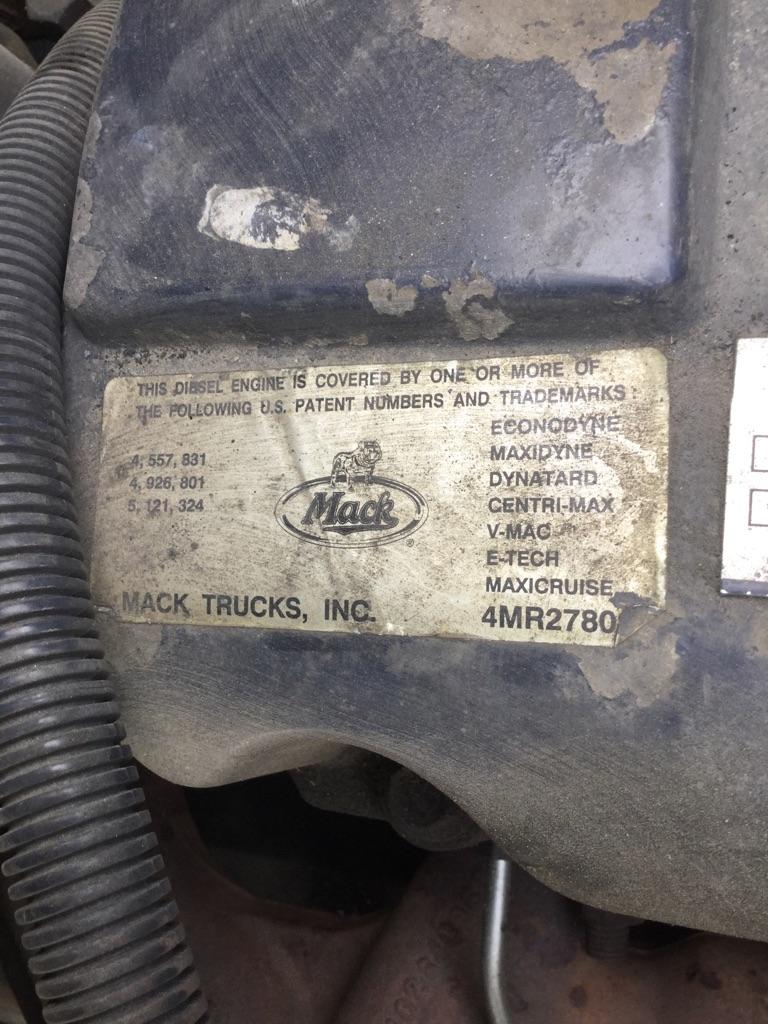 THIS DIESEL ENGINE IS COVERED BY ONE OR MORE OF
THE FOLLOWING U.S. PATENT NUMBERS AND TRADEMARKS :
4, 557, 831
4, 926, 801
5, 121, 324
Mack
®
ECONODYNE
MAXIDYNE
DYNATARD
CENTRI-MAX
V-MAC
E-TECH
MAXICRUISE
MACK TRUCKS, INC.
4MR2780